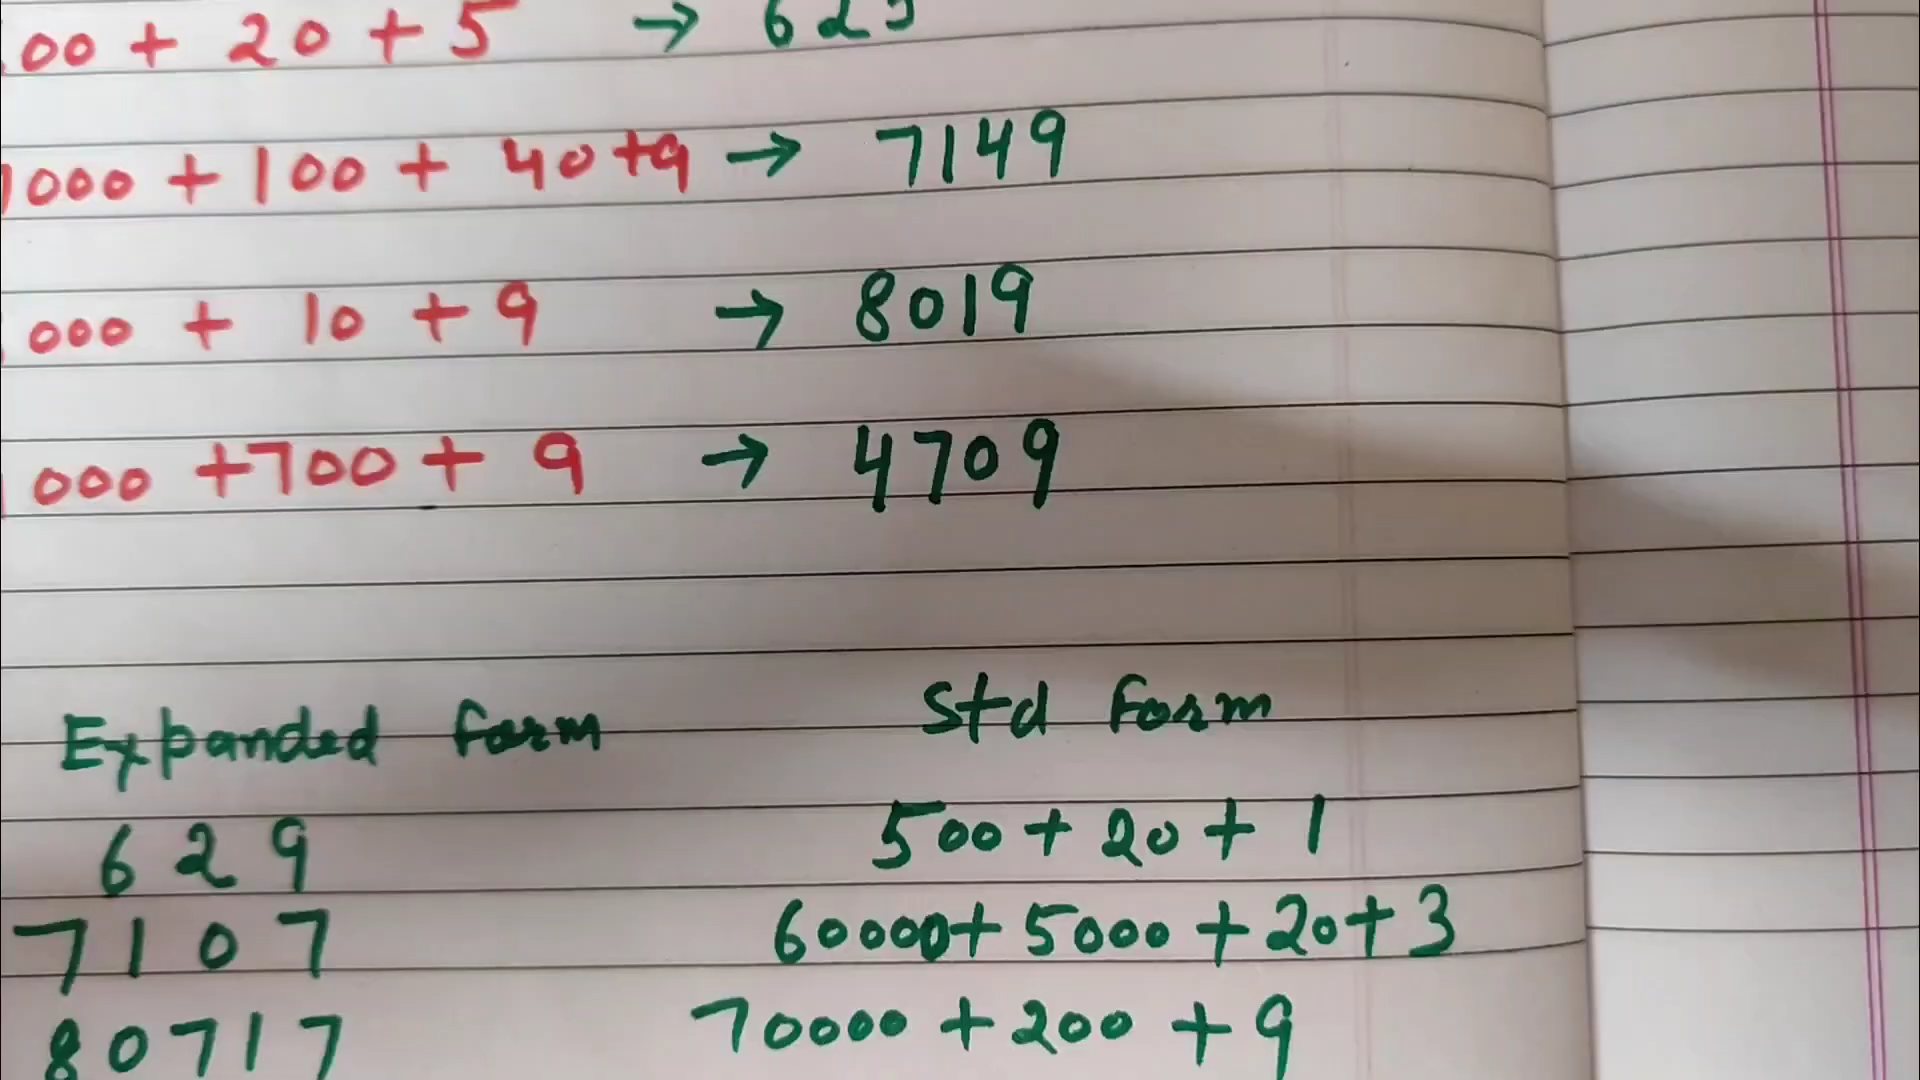 00 + 20 + 5 → 625
000 + 100 + 40 + 9 → 7149
000 + 10 + 9 → 8019
000 + 700 + 9 → 4709
Expanded form Std form
629 500 + 20 + 1
7107 60000 + 5000 + 20 + 3
80717 70000 + 200 + 9